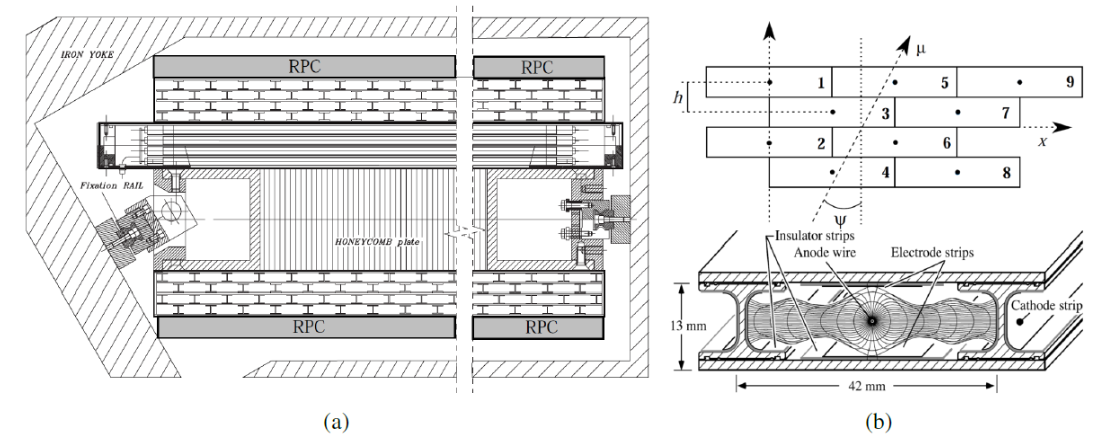 IRON YOKE
RPC
RPC
Fixation RAIL
HONEYCOMB plate
RPC
RPC
(a)
μ
1
5
9
h
3
7
x
2
6
4
8
Ψ
Insulator strips
Anode wire
Electrode strips
Cathode strip
13 mm
42 mm
(b)